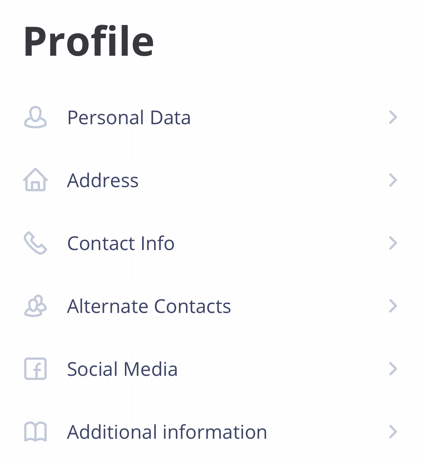 Profile
Personal Data
Address
Contact Info
Alternate Contacts
Social Media
Additional information